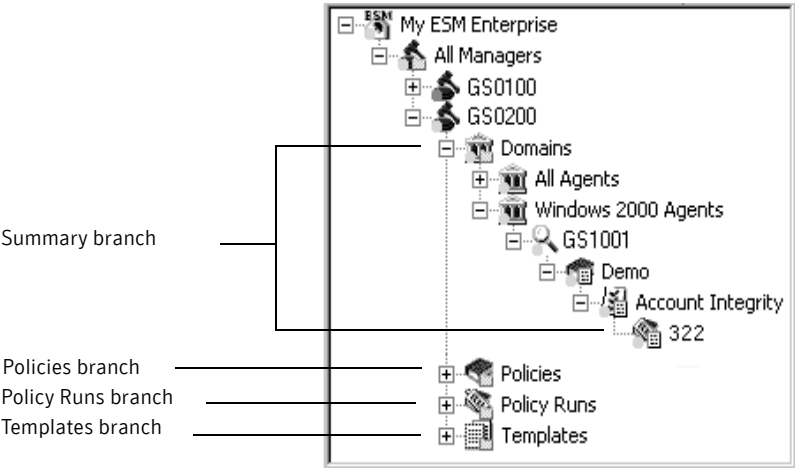 ESM
My ESM Enterprise
All Managers
GS0100
GS0200
Domains
All Agents
Windows 2000 Agents
Summary branch
GS1001
Demo
Account Integrity
322
Policies branch
Policies
Policy Runs branch
Policy Runs
Templates branch
Templates